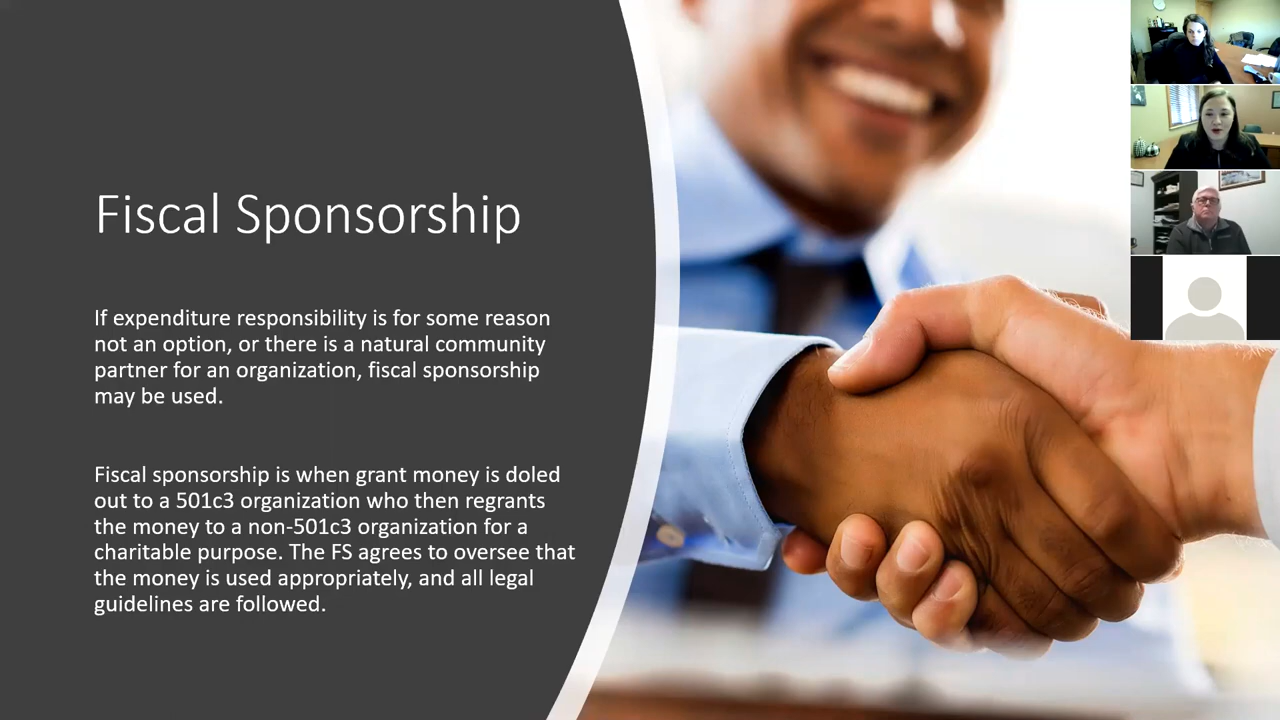 Fiscal Sponsorship
If expenditure responsibility is for some reason
not an option, or there is a natural community
partner for an organization, fiscal sponsorship
may be used.
Fiscal sponsorship is when grant money is doled
out to a 501c3 organization who then regrants
the money to a non-501c3 organization for a
charitable purpose. The FS agrees to oversee that
the money is used appropriately, and all legal
guidelines are followed.